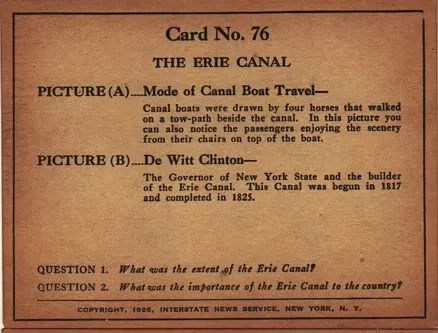 Card No. 76
THE ERIE CANAL
PICTURE (A)....Mode of Canal Boat Travel—
Canal boats were drawn by four horses that walked
on a tow-path beside the canal. In this picture you
can also notice the passengers enjoying the scenery
from their chairs on top of the boat.
PICTURE (B)....De Witt Clinton—
The Governor of New York State and the builder
of the Erie Canal. This Canal was begun in 1817
and completed in 1825.
QUESTION 1. What was the extent of the Erie Canal?
QUESTION 2. What was the importance of the Erie Canal to the country?
COPYRIGHT, 1926, INTERSTATE NEWS SERVICE, NEW YORK, N. Y.